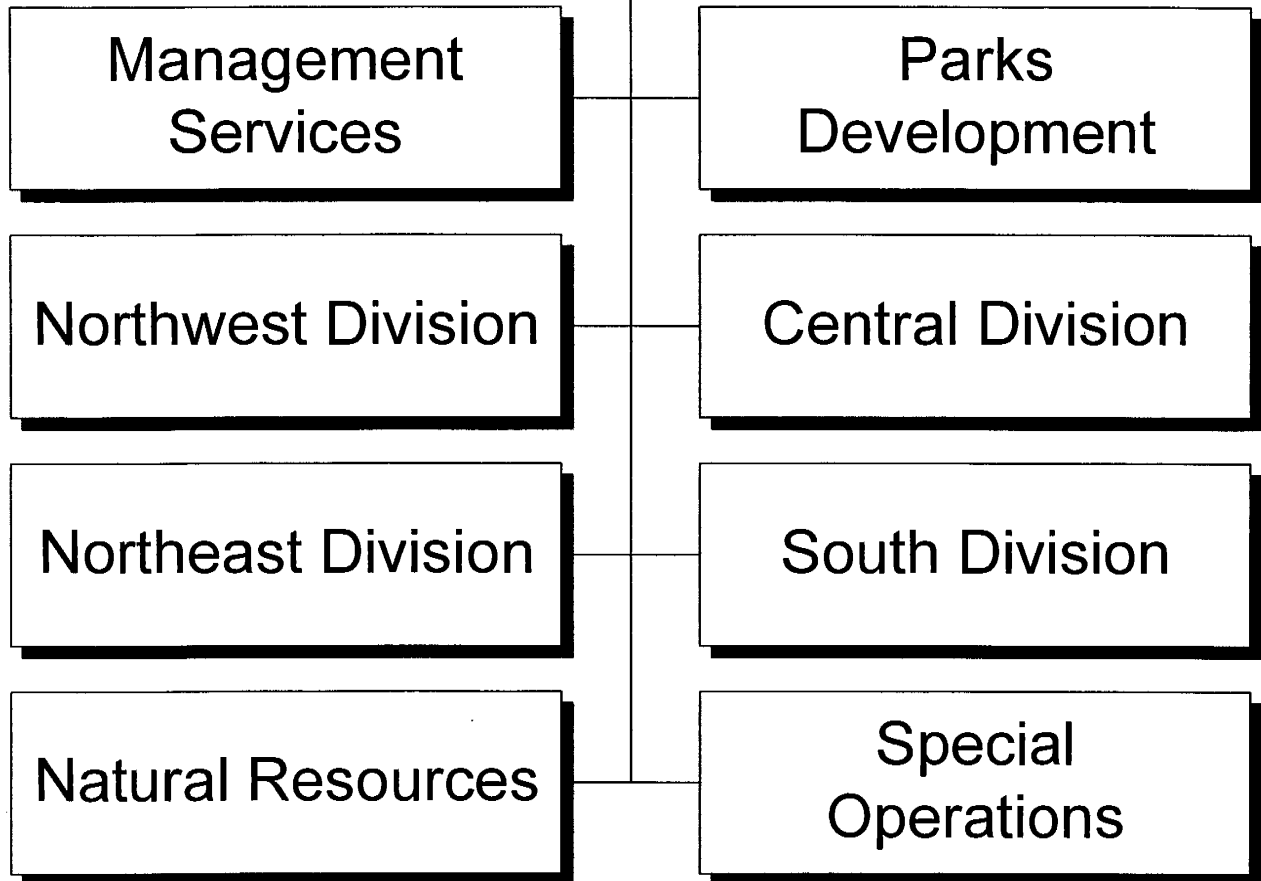 Management
Services
Parks
Development
Northwest Division
Central Division
Northeast Division
South Division
Natural Resources
Special
Operations